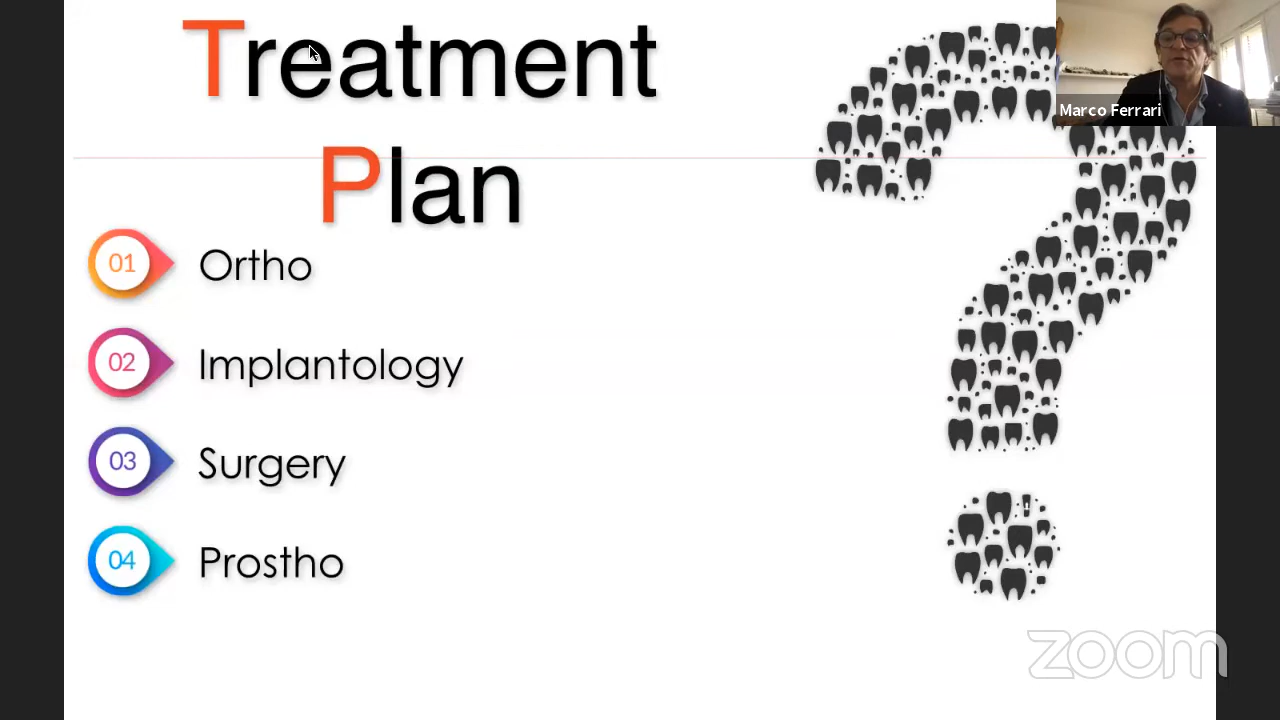 Treatment
Plan
Marco Ferrari
01 Ortho
02 Implantology
03 Surgery
04 Prostho
zoom